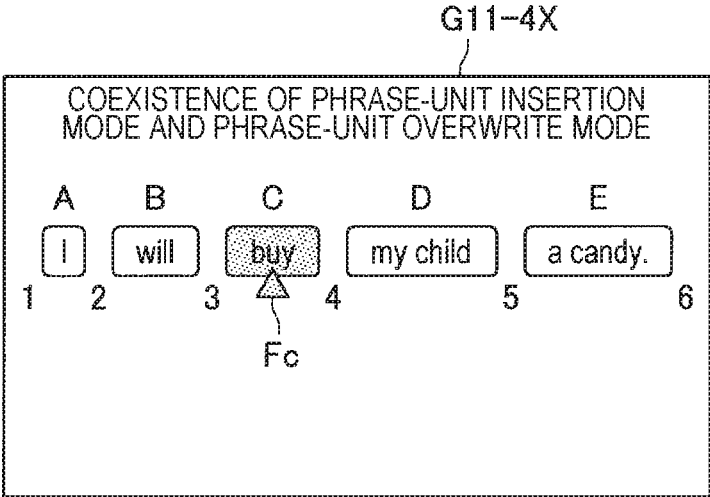 G11-4X
COEXISTENCE OF PHRASE-UNIT INSERTION
MODE AND PHRASE-UNIT OVERWRITE MODE
A B C D E
I will buy my child a candy.
1 2 3 4 5 6
Fc